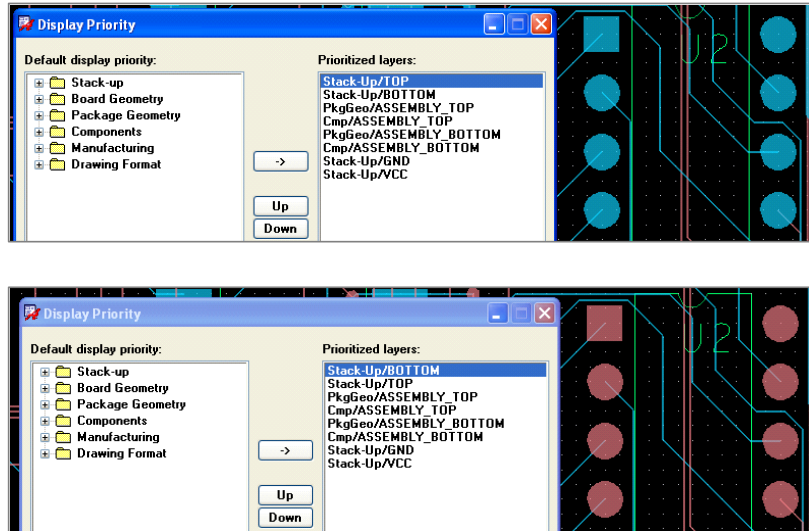 Display Priority
Default display priority:
Prioritized layers:
Stack-up
Board Geometry
Package Geometry
Components
Manufacturing
Drawing Format
->
Up
Down
Stack-Up/TOP
Stack-Up/BOTTOM
PkgGeo/ASSEMBLY_TOP
Cmp/ASSEMBLY_TOP
PkgGeo/ASSEMBLY_BOTTOM
Cmp/ASSEMBLY_BOTTOM
Stack-Up/GND
Stack-Up/VCC
U2
Display Priority
Default display priority:
Prioritized layers:
Stack-up
Board Geometry
Package Geometry
Components
Manufacturing
Drawing Format
->
Up
Down
Stack-Up/BOTTOM
Stack-Up/TOP
PkgGeo/ASSEMBLY_TOP
Cmp/ASSEMBLY_TOP
PkgGeo/ASSEMBLY_BOTTOM
Cmp/ASSEMBLY_BOTTOM
Stack-Up/GND
Stack-Up/VCC
U2